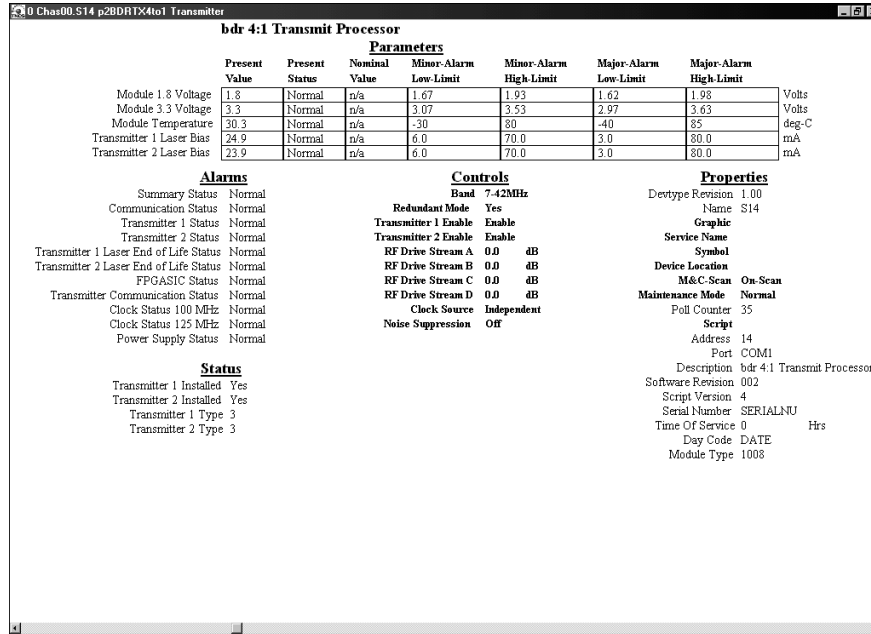 0 Chas00.S14 p2BDRTX4to1 Transmitter
bdr 4:1 Transmit Processor
Parameters
Present Present Nominal Minor-Alarm Minor-Alarm Major-Alarm Major-Alarm
Value Status Value Low-Limit High-Limit Low-Limit High-Limit
Module 1.8 Voltage 1.8 Normal n/a 1.67 1.93 1.62 1.98 Volts
Module 3.3 Voltage 3.3 Normal n/a 3.07 3.53 2.97 3.63 Volts
Module Temperature 30.3 Normal n/a -30 80 -40 85 deg-C
Transmitter 1 Laser Bias 24.9 Normal n/a 6.0 70.0 3.0 80.0 mA
Transmitter 2 Laser Bias 23.9 Normal n/a 6.0 70.0 3.0 80.0 mA
Alarms
Summary Status Normal
Communication Status Normal
Transmitter 1 Status Normal
Transmitter 2 Status Normal
Transmitter 1 Laser End of Life Status Normal
Transmitter 2 Laser End of Life Status Normal
FPGASIC Status Normal
Transmitter Communication Status Normal
Clock Status 100 MHz Normal
Clock Status 125 MHz Normal
Power Supply Status Normal
Status
Transmitter 1 Installed Yes
Transmitter 2 Installed Yes
Transmitter 1 Type 3
Transmitter 2 Type 3
Controls
Band 7-42MHz
Redundant Mode Yes
Transmitter 1 Enable Enable
Transmitter 2 Enable Enable
RF Drive Stream A 0.0 dB
RF Drive Stream B 0.0 dB
RF Drive Stream C 0.0 dB
RF Drive Stream D 0.0 dB
Clock Source Independent
Noise Suppression Off
Properties
Devtype Revision 1.00
Name S14
Graphic
Service Name
Symbol
Device Location
M&C-Scan On-Scan
Maintenance Mode Normal
Poll Counter 35
Script
Address 14
Port COM1
Description bdr 4:1 Transmit Processor
Software Revision 002
Script Version 4
Serial Number SERIALNU
Time Of Service 0 Hrs
Day Code DATE
Module Type 1008